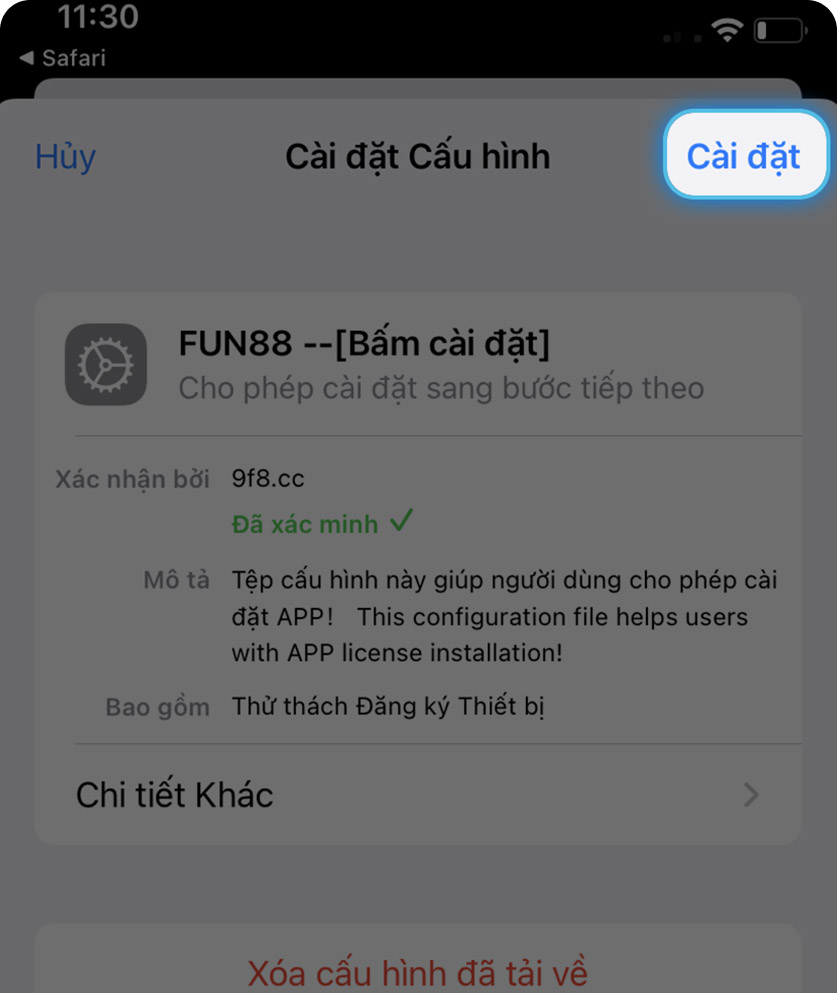 11:30
◀ Safari
Hủy
Cài đặt Cấu hình
Cài đặt
FUN88 --[Bấm cài đặt]
Cho phép cài đặt sang bước tiếp theo
Xác nhận bởi 9f8.cc
Đã xác minh ✓
Mô tả Tệp cấu hình này giúp người dùng cho phép cài
đặt APP! This configuration file helps users
with APP license installation!
Bao gồm Thử thách Đăng ký Thiết bị
Chi tiết Khác
Xóa cấu hình đã tải về